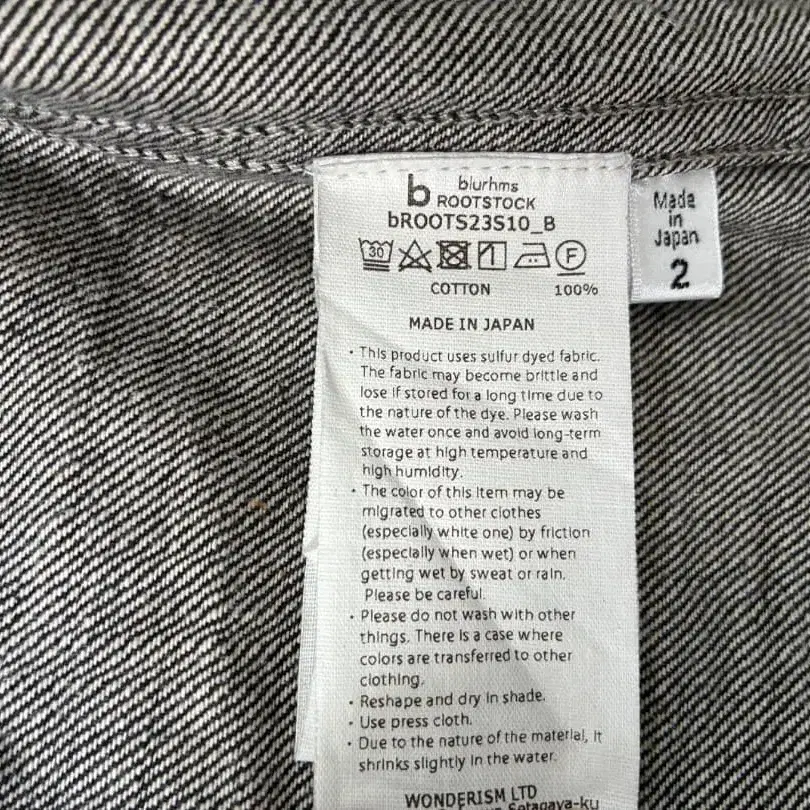 b blurhms
ROOTSTOCK
bROOTS23S10_B
30 F
COTTON 100%
MADE IN JAPAN
• This product uses sulfur dyed fabric.
The fabric may become brittle and
lose if stored for a long time due to
the nature of the dye. Please wash
the water once and avoid long-term
storage at high temperature and
high humidity.
• The color of this item may be
migrated to other clothes
(especially white one) by friction
(especially when wet) or when
getting wet by sweat or rain.
Please be careful.
• Please do not wash with other
things. There is a case where
colors are transferred to other
clothing.
• Reshape and dry in shade.
• Use press cloth.
• Due to the nature of the material, it
shrinks slightly in the water.
WONDERISM LTD
Setagaya-ku
Made
in
Japan
2